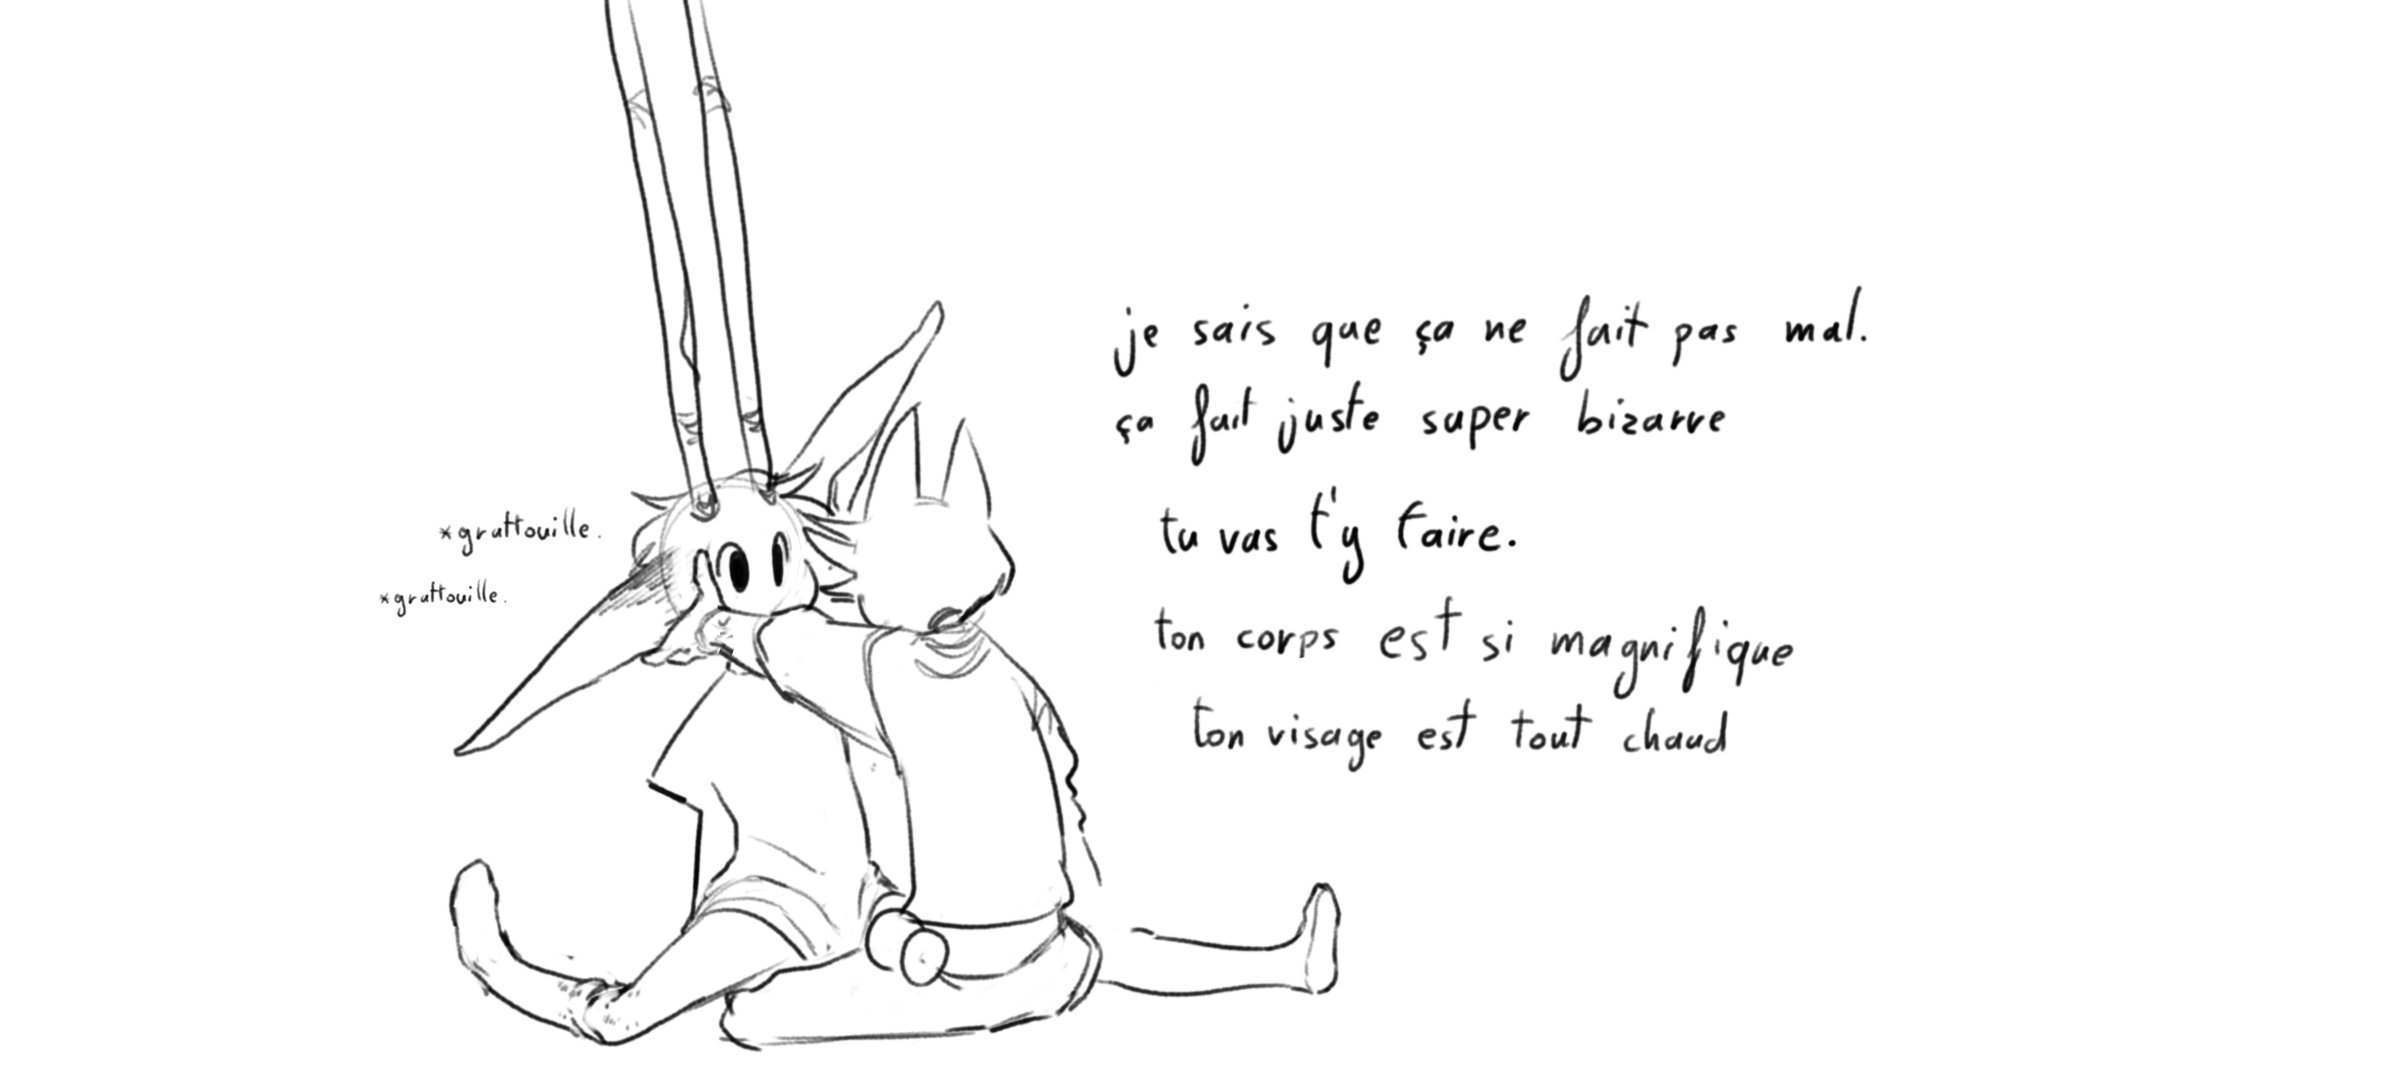 je sais que ça ne fait pas mal.
ça fait juste super bizarre
*grattouille.
tu vas t'y faire.
*grattouille.
ton corps est si magnifique
ton visage est tout chaud